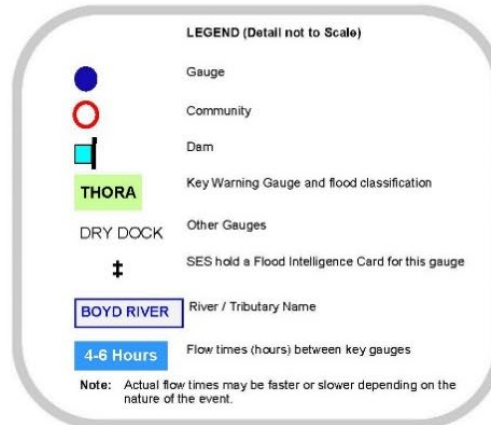 LEGEND (Detail not to Scale)
Gauge
Community
Dam
THORA Key Warning Gauge and flood classification
DRY DOCK Other Gauges
‡ SES hold a Flood Intelligence Card for this gauge
BOYD RIVER River / Tributary Name
4-6 Hours Flow times (hours) between key gauges
Note: Actual flow times may be faster or slower depending on the
nature of the event.